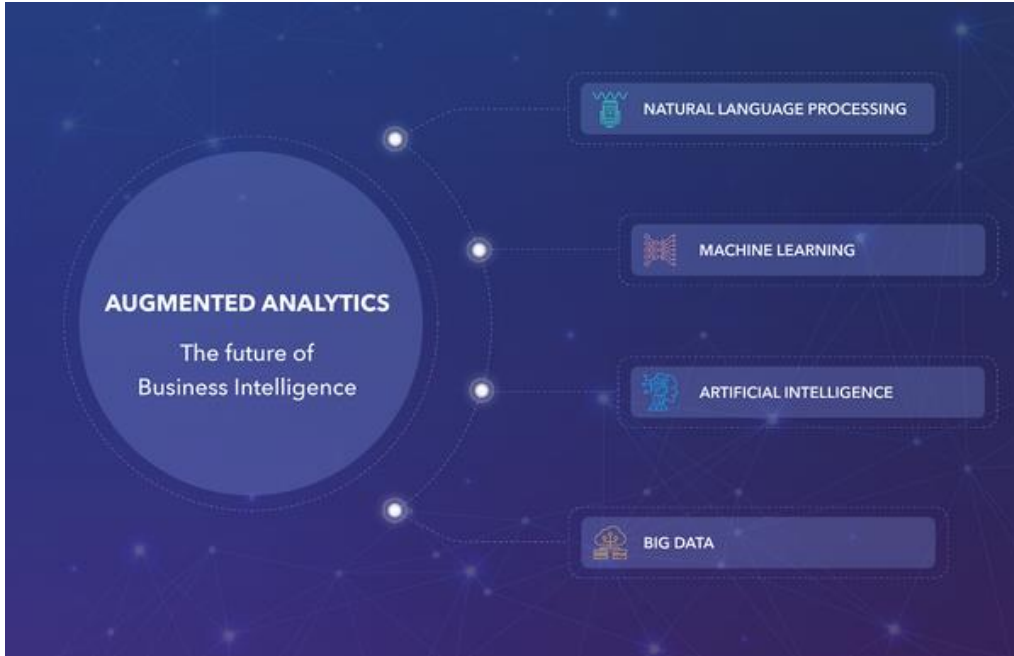 AUGMENTED ANALYTICS
The future of
Business Intelligence
NATURAL LANGUAGE PROCESSING
MACHINE LEARNING
ARTIFICIAL INTELLIGENCE
BIG DATA